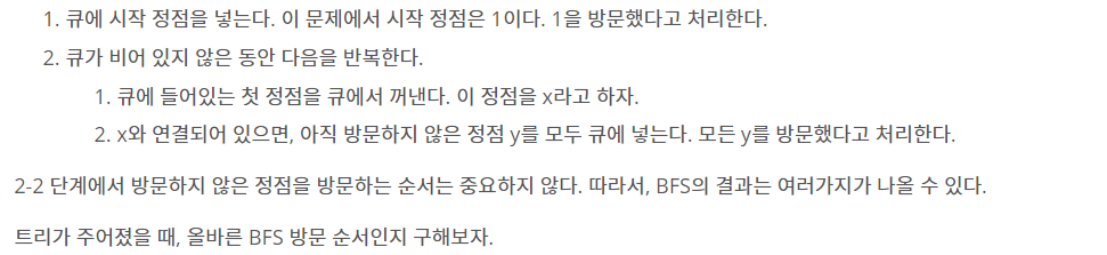 1. 큐에 시작 정점을 넣는다. 이 문제에서 시작 정점은 1이다. 1을 방문했다고 처리한다.
2. 큐가 비어 있지 않은 동안 다음을 반복한다.
1. 큐에 들어있는 첫 정점을 큐에서 꺼낸다. 이 정점을 x라고 하자.
2. x와 연결되어 있으면, 아직 방문하지 않은 정점 y를 모두 큐에 넣는다. 모든 y를 방문했다고 처리한다.
2-2 단계에서 방문하지 않은 정점을 방문하는 순서는 중요하지 않다. 따라서, BFS의 결과는 여러가지가 나올 수 있다.
트리가 주어졌을 때, 올바른 BFS 방문 순서인지 구해보자.